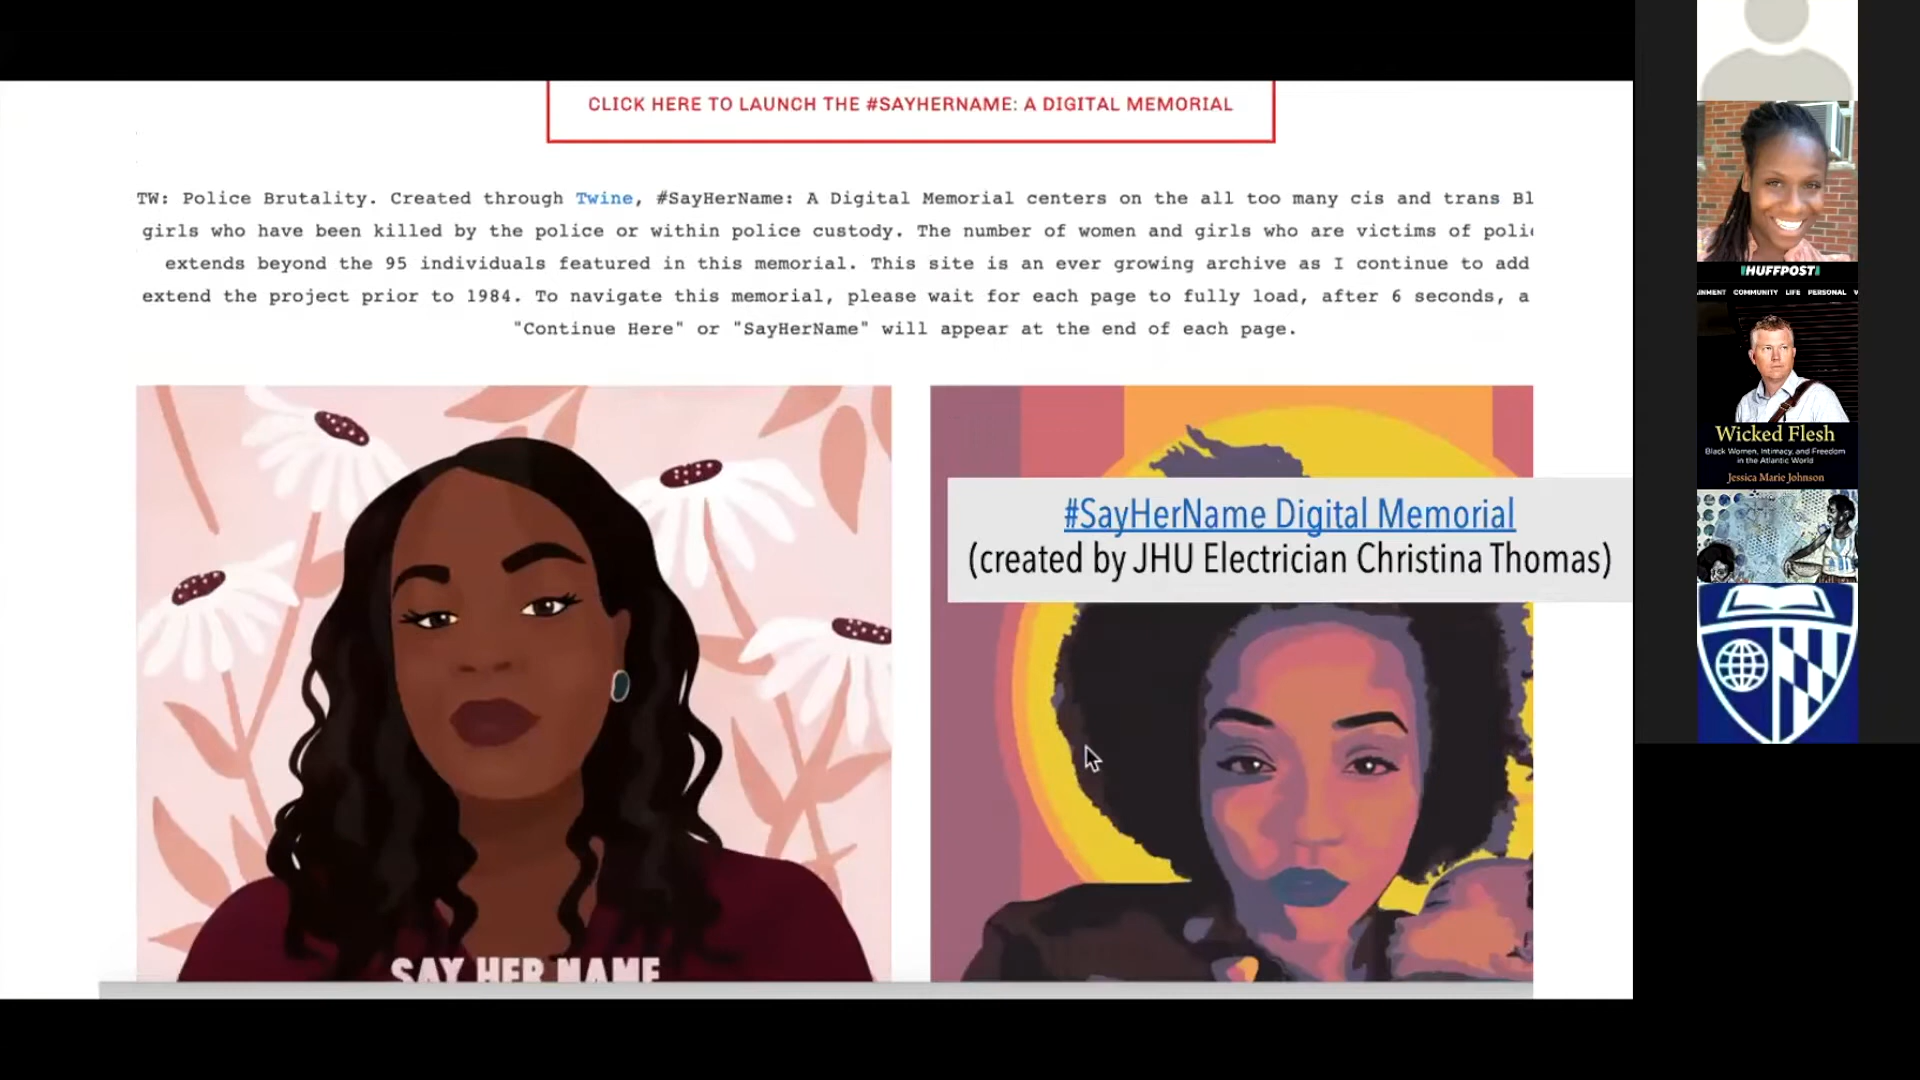 CLICK HERE TO LAUNCH THE #SAYHERNAME: A DIGITAL MEMORIAL
TW: Police Brutality. Created through Twine, #SayHerName: A Digital Memorial centers on the all too many cis and trans Bl
girls who have been killed by the police or within police custody. The number of women and girls who are victims of polic
extends beyond the 95 individuals featured in this memorial. This site is an ever growing archive as I continue to add
extend the project prior to 1984. To navigate this memorial, please wait for each page to fully load, after 6 seconds, a
"Continue Here" or "SayHerName" will appear at the end of each page.
#SayHerName Digital Memorial
(created by JHU Electrician Christina Thomas)
SAY HER NAME
HUFFPOST
AINMENT COMMUNITY LIFE PERSONAL V
Wicked Flesh
Black Women, Intimacy, and Freedom
in the Atlantic World
Jessica Marie Johnson